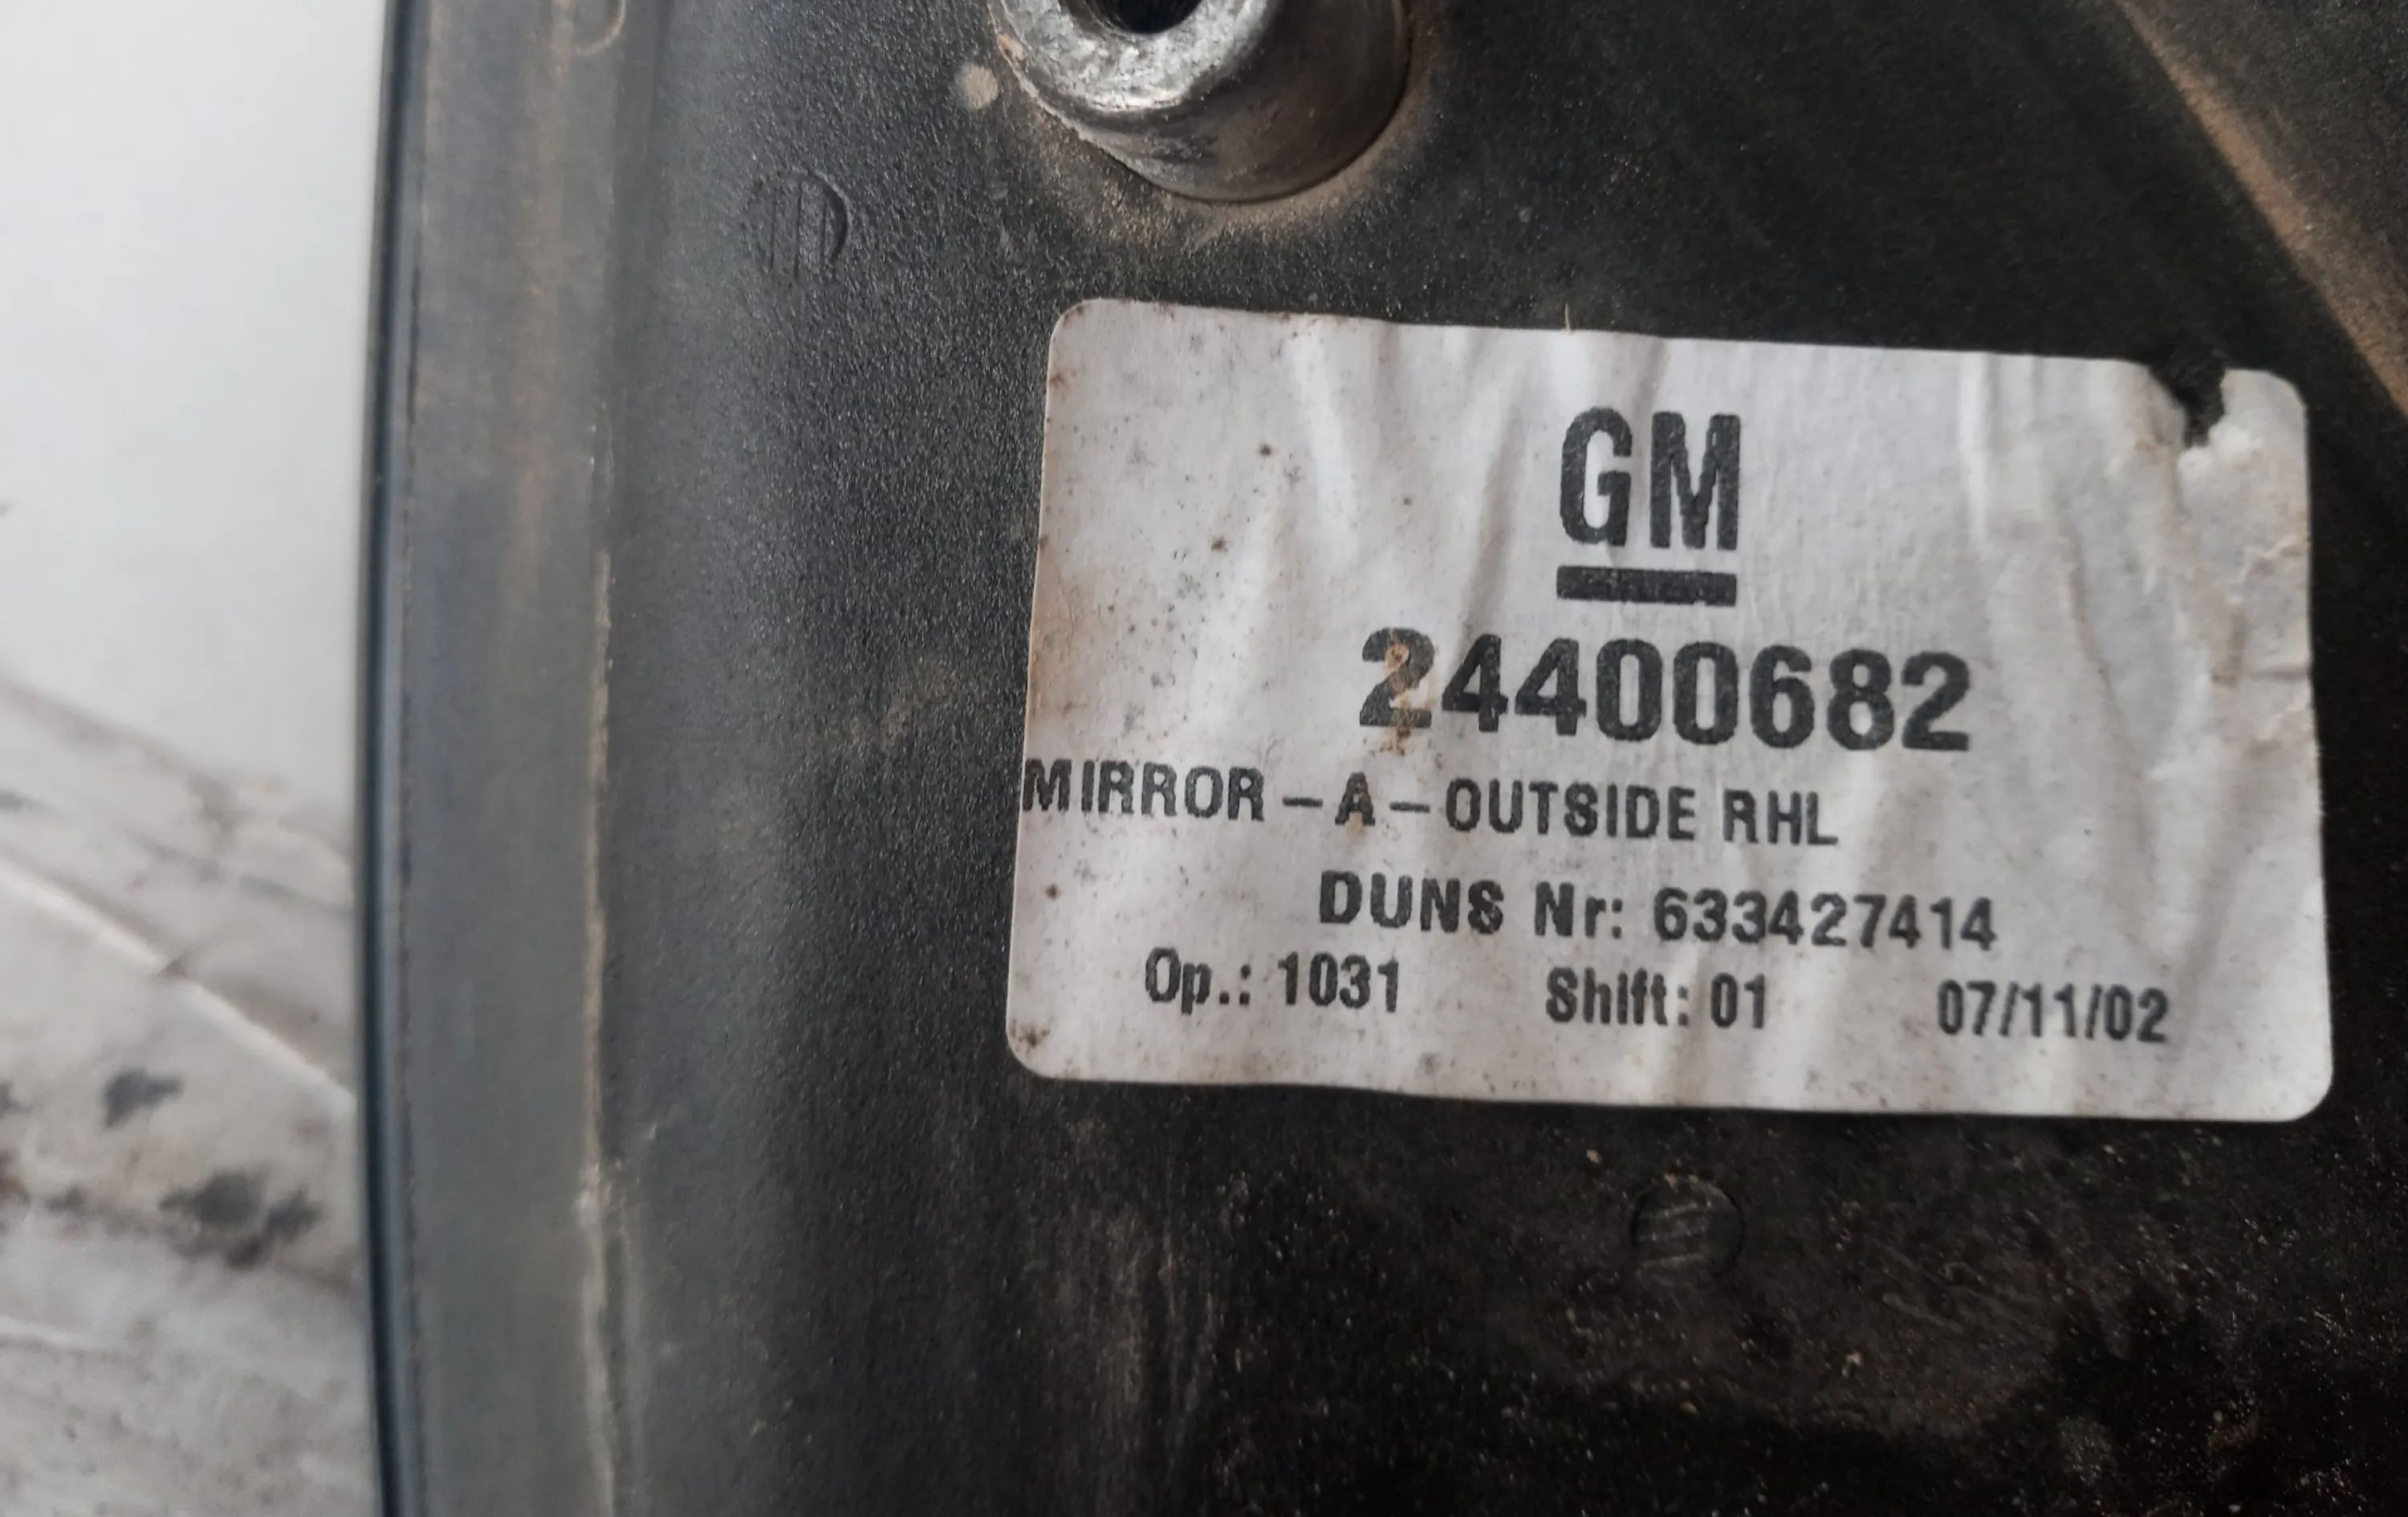 GM
24400682
MIRROR - A - OUTSIDE RHL
DUNS Nr: 633427414
Op.: 1031 Shift: 01 07/11/02